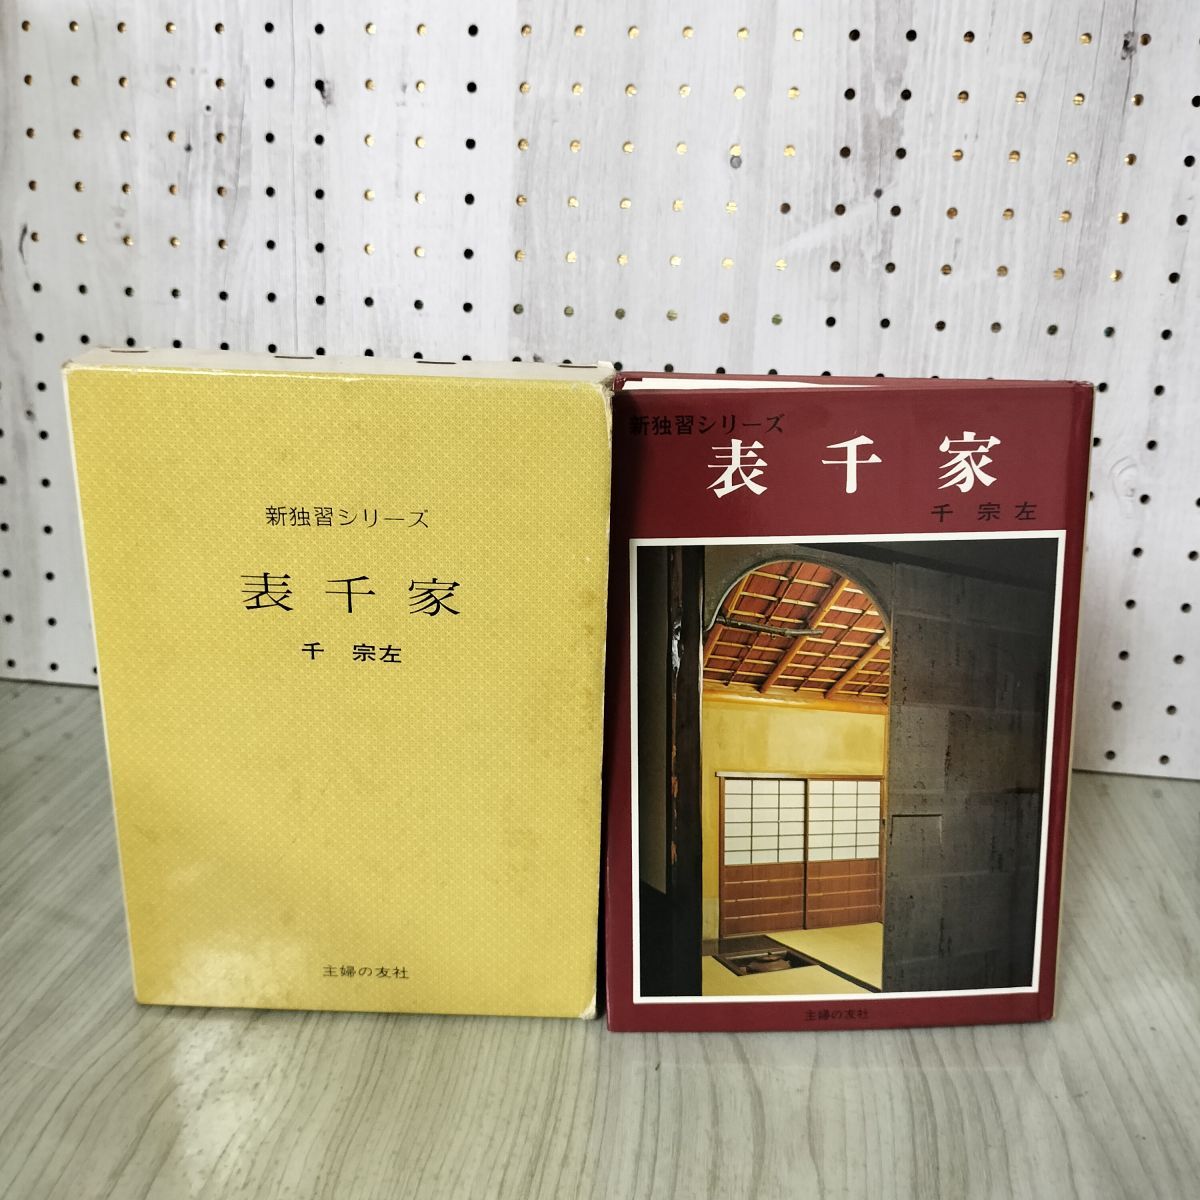 新独習シリーズ
表千家
千宗左
主婦の友社
新独習シリーズ
表千家
千宗左
主婦の友社